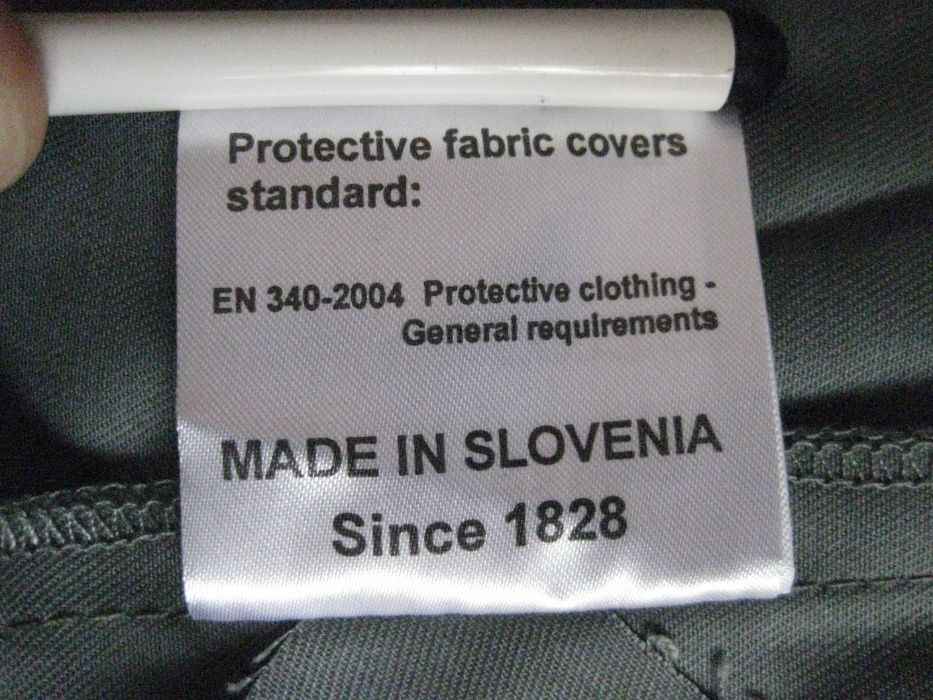 Protective fabric covers
standard:
EN 340-2004 Protective clothing -
General requirements
MADE IN SLOVENIA
Since 1828